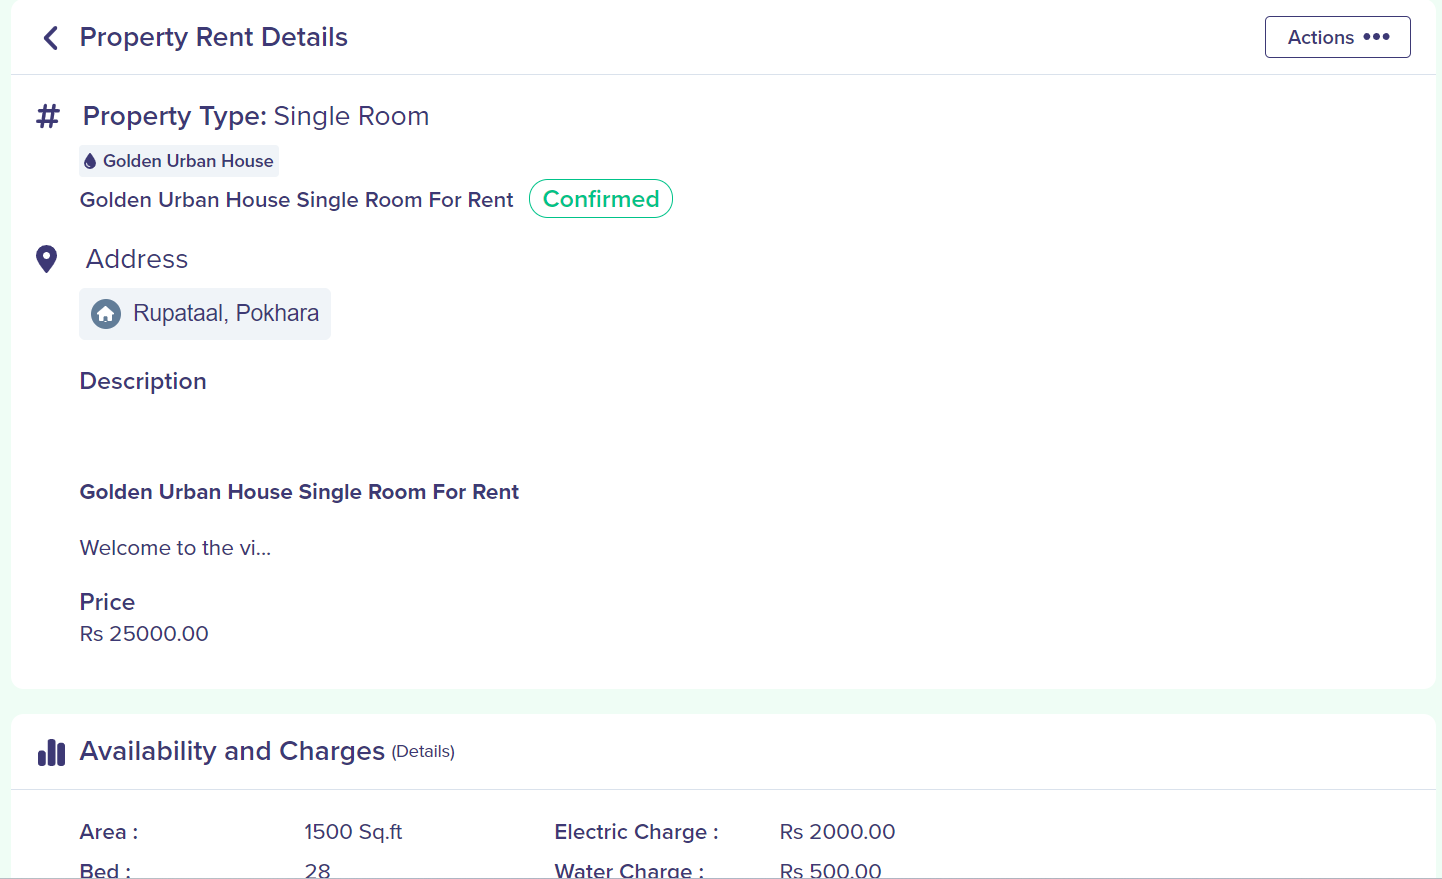 Property Rent Details
Actions •••
# Property Type: Single Room
Golden Urban House
Golden Urban House Single Room For Rent Confirmed
Address
Rupataal, Pokhara
Description
Golden Urban House Single Room For Rent
Welcome to the vi...
Price
Rs 25000.00
Availability and Charges (Details)
Area : 1500 Sq.ft Electric Charge : Rs 2000.00
Bed : 28 Water Charge : Rs 500.00